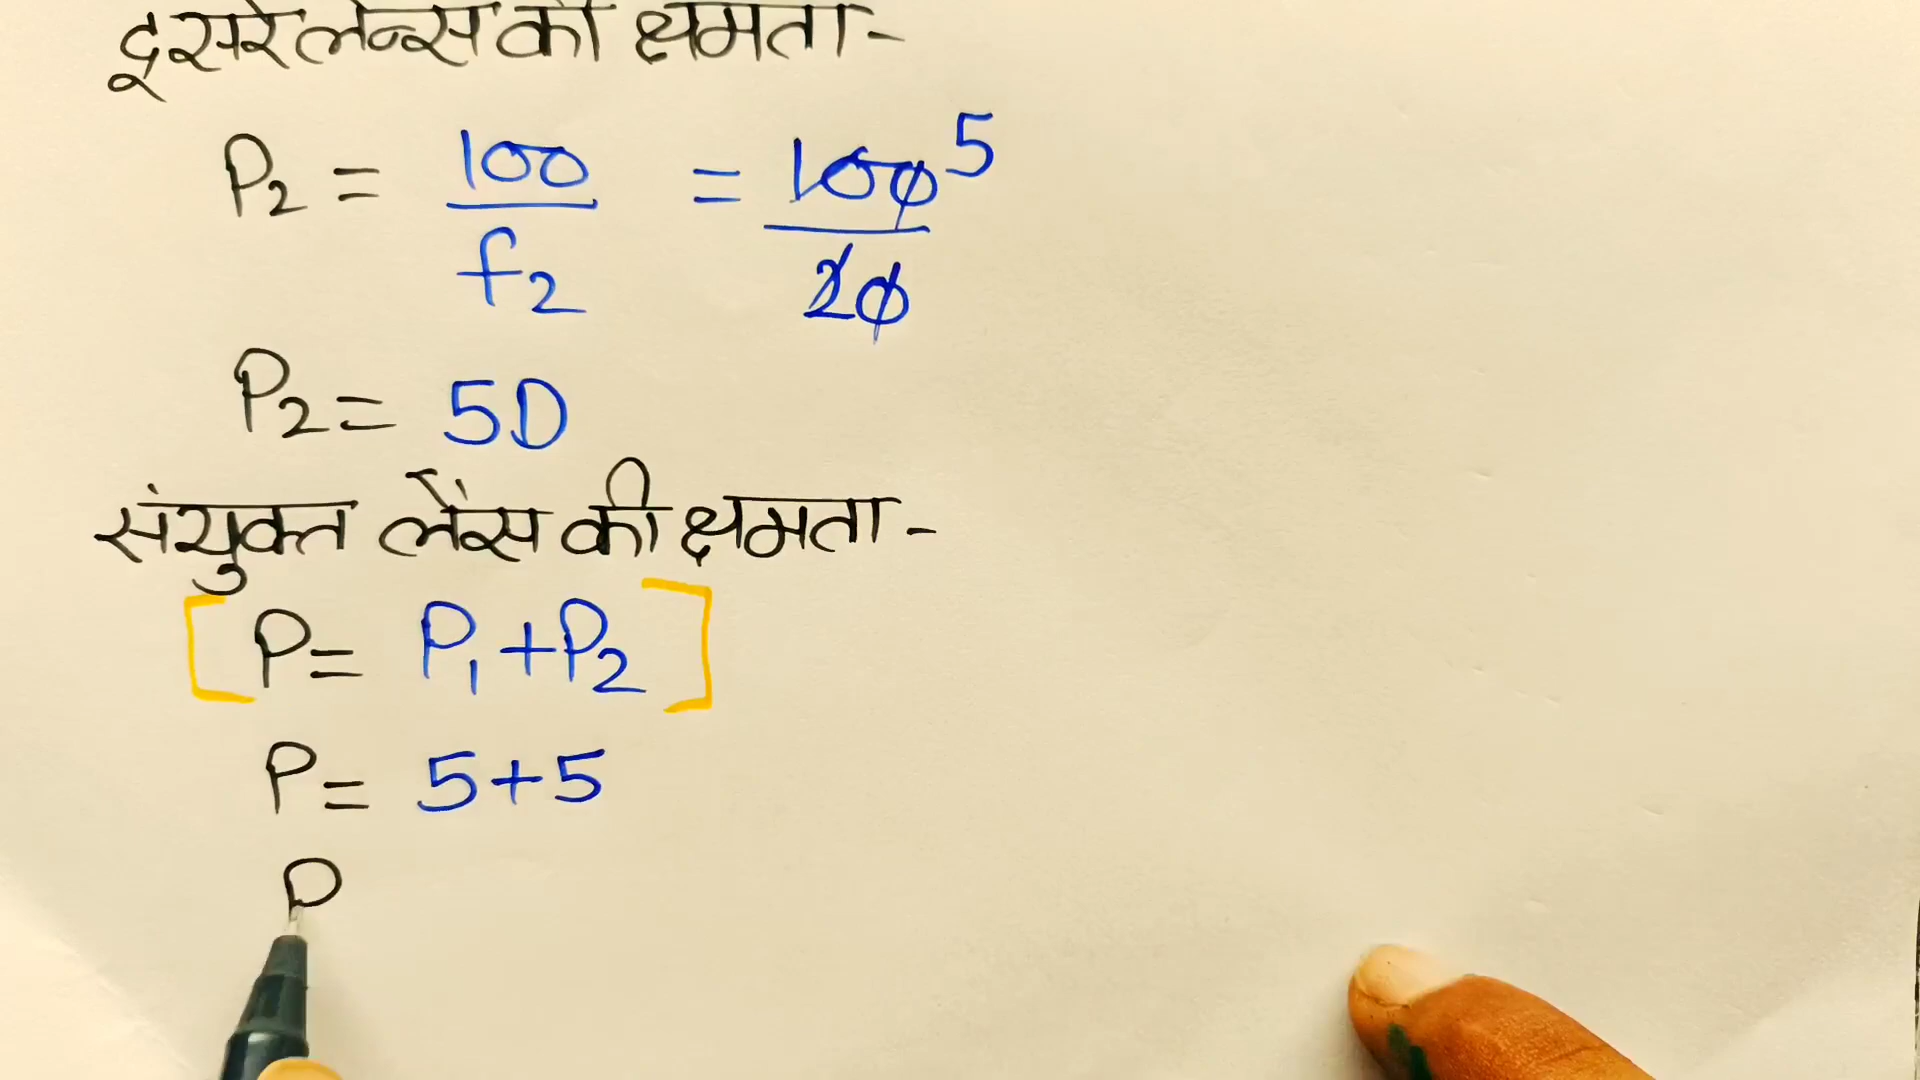 दूसरे लेन्स की क्षमता-
P₂ = 100/f₂ = 100/20 5
P₂ = 5D
संयुक्त लेंस की क्षमता-
[P = P₁ + P₂]
P = 5+5
P